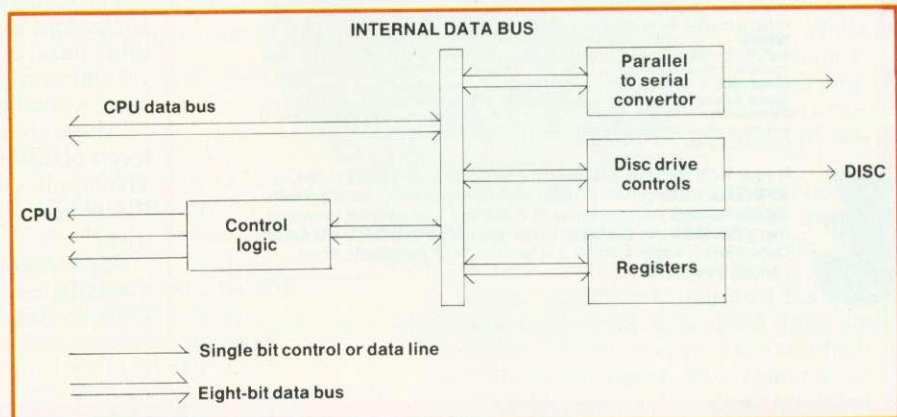 INTERNAL DATA BUS
Parallel
to serial
convertor
CPU data bus
Disc drive
controls
DISC
CPU
Control
logic
Registers
Single bit control or data line
Eight-bit data bus